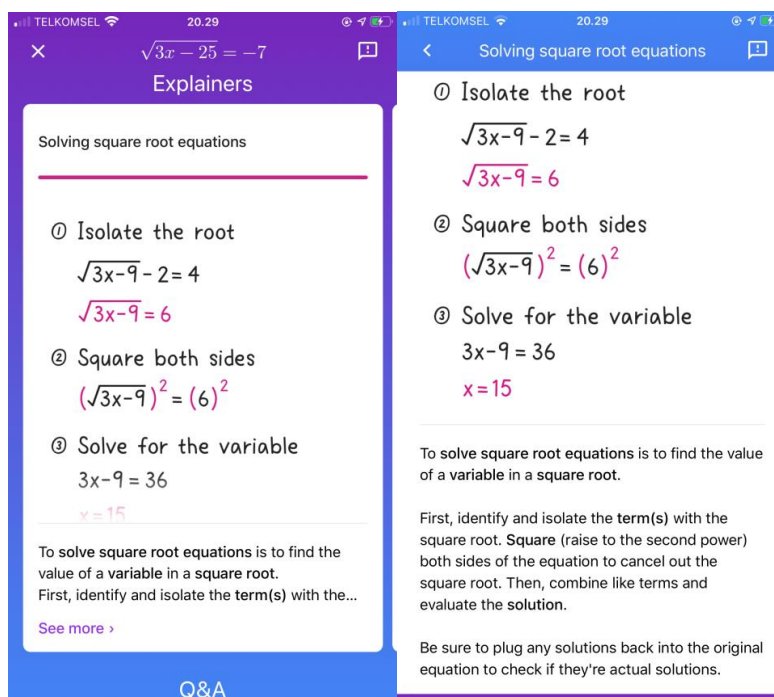 TELKOMSEL 20.29
√3x − 25 = −7
Explainers
Solving square root equations
① Isolate the root
√3x-9 - 2 = 4
√3x-9 = 6
② Square both sides
(√3x-9)² = (6)²
③ Solve for the variable
3x-9 = 36
x = 15
To solve square root equations is to find the
value of a variable in a square root.
First, identify and isolate the term(s) with the...
See more ›
Q&A
TELKOMSEL 20.29
Solving square root equations
① Isolate the root
√3x-9 - 2 = 4
√3x-9 = 6
② Square both sides
(√3x-9)² = (6)²
③ Solve for the variable
3x-9 = 36
x = 15
To solve square root equations is to find the value
of a variable in a square root.
First, identify and isolate the term(s) with the
square root. Square (raise to the second power)
both sides of the equation to cancel out the
square root. Then, combine like terms and
evaluate the solution.
Be sure to plug any solutions back into the original
equation to check if they're actual solutions.